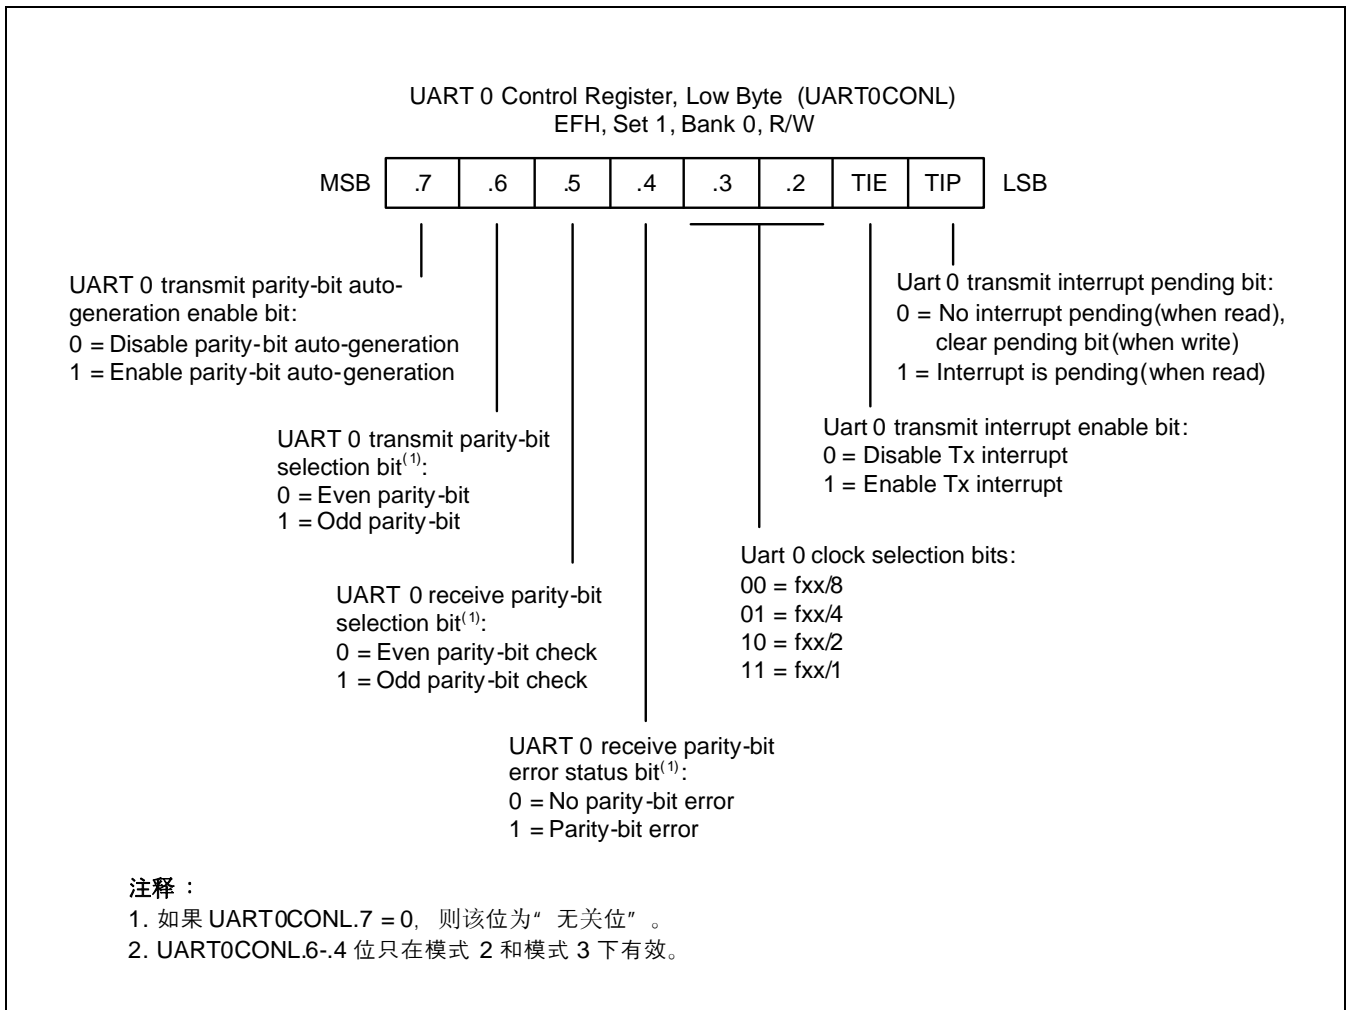 UART 0 Control Register, Low Byte (UART0CONL)
EFH, Set 1, Bank 0, R/W
MSB .7 .6 .5 .4 .3 .2 TIE TIP LSB
UART 0 transmit parity-bit auto-
generation enable bit:
0 = Disable parity-bit auto-generation
1 = Enable parity-bit auto-generation
Uart 0 transmit interrupt pending bit:
0 = No interrupt pending(when read),
clear pending bit(when write)
1 = Interrupt is pending(when read)
UART 0 transmit parity-bit
selection bit(1):
0 = Even parity-bit
1 = Odd parity-bit
Uart 0 transmit interrupt enable bit:
0 = Disable Tx interrupt
1 = Enable Tx interrupt
UART 0 receive parity-bit
selection bit(1):
0 = Even parity-bit check
1 = Odd parity-bit check
Uart 0 clock selection bits:
00 = fxx/8
01 = fxx/4
10 = fxx/2
11 = fxx/1
UART 0 receive parity-bit
error status bit(1):
0 = No parity-bit error
1 = Parity-bit error
注释：
1. 如果 UART0CONL.7 = 0, 则该位为“ 无关位” 。
2. UART0CONL.6-.4 位只在模式 2 和模式 3 下有效。